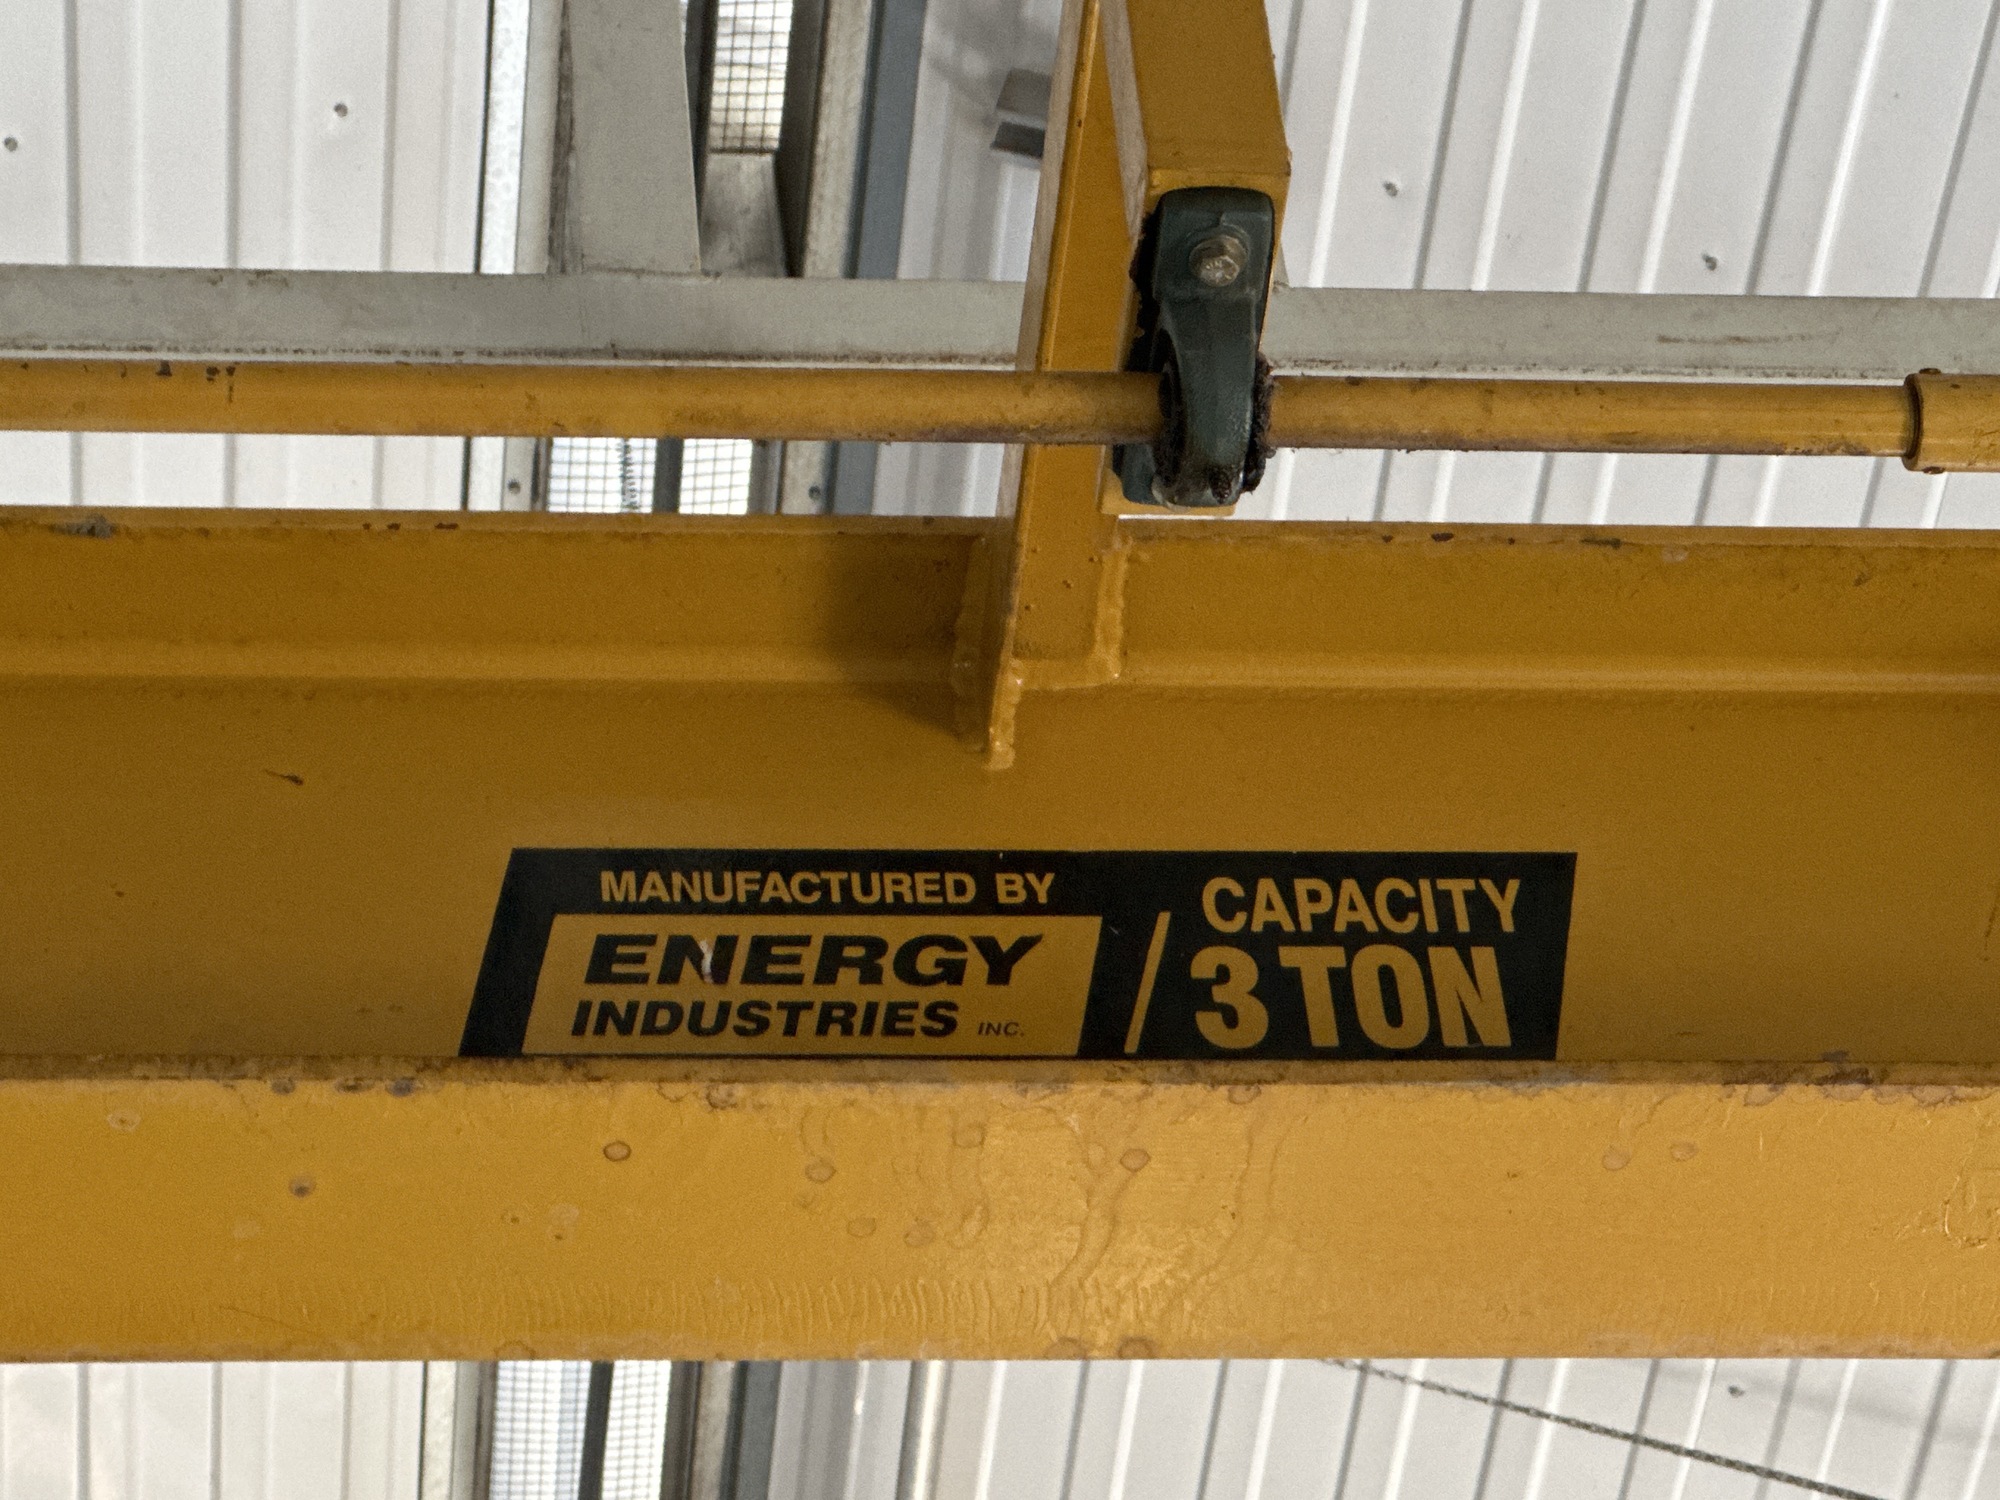 MANUFACTURED BY
ENERGY
INDUSTRIES INC.
/ CAPACITY
3 TON